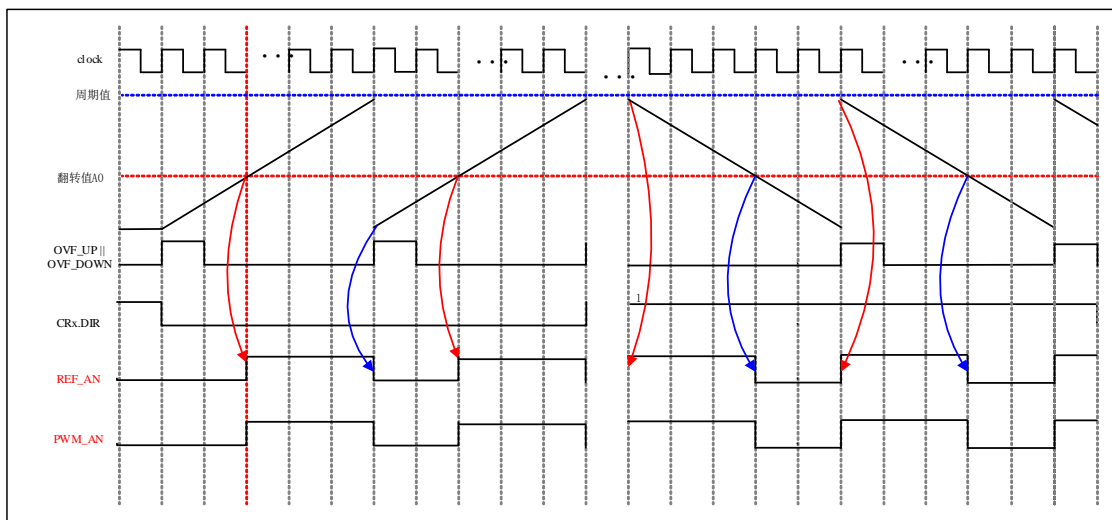 clock
周期值
翻转值A0
OVF_UP ||
OVF_DOWN
1
CRx.DIR
REF_AN
PWM_AN